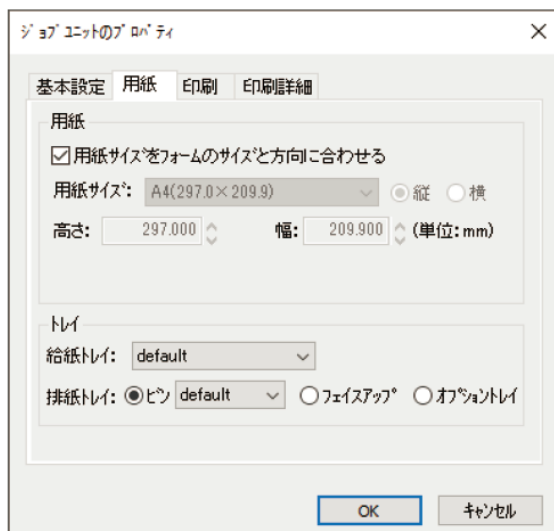 ｼﾞｮﾌﾞﾕﾆｯﾄのﾌﾟﾛﾊﾟﾃｨ
基本設定 用紙 印刷 印刷詳細
用紙
用紙ｻｲｽﾞをﾌｫｰﾑのｻｲｽﾞと方向に合わせる
用紙ｻｲｽﾞ: A4(297.0×209.9) 縦 横
高さ: 297.000 幅: 209.900 (単位:mm)
ﾄﾚｲ
給紙ﾄﾚｲ: default
排紙ﾄﾚｲ: ﾋﾞﾝ default ﾌｪｲｽｱｯﾌﾟ ｵﾌﾟｼｮﾝﾄﾚｲ
OK ｷｬﾝｾﾙ